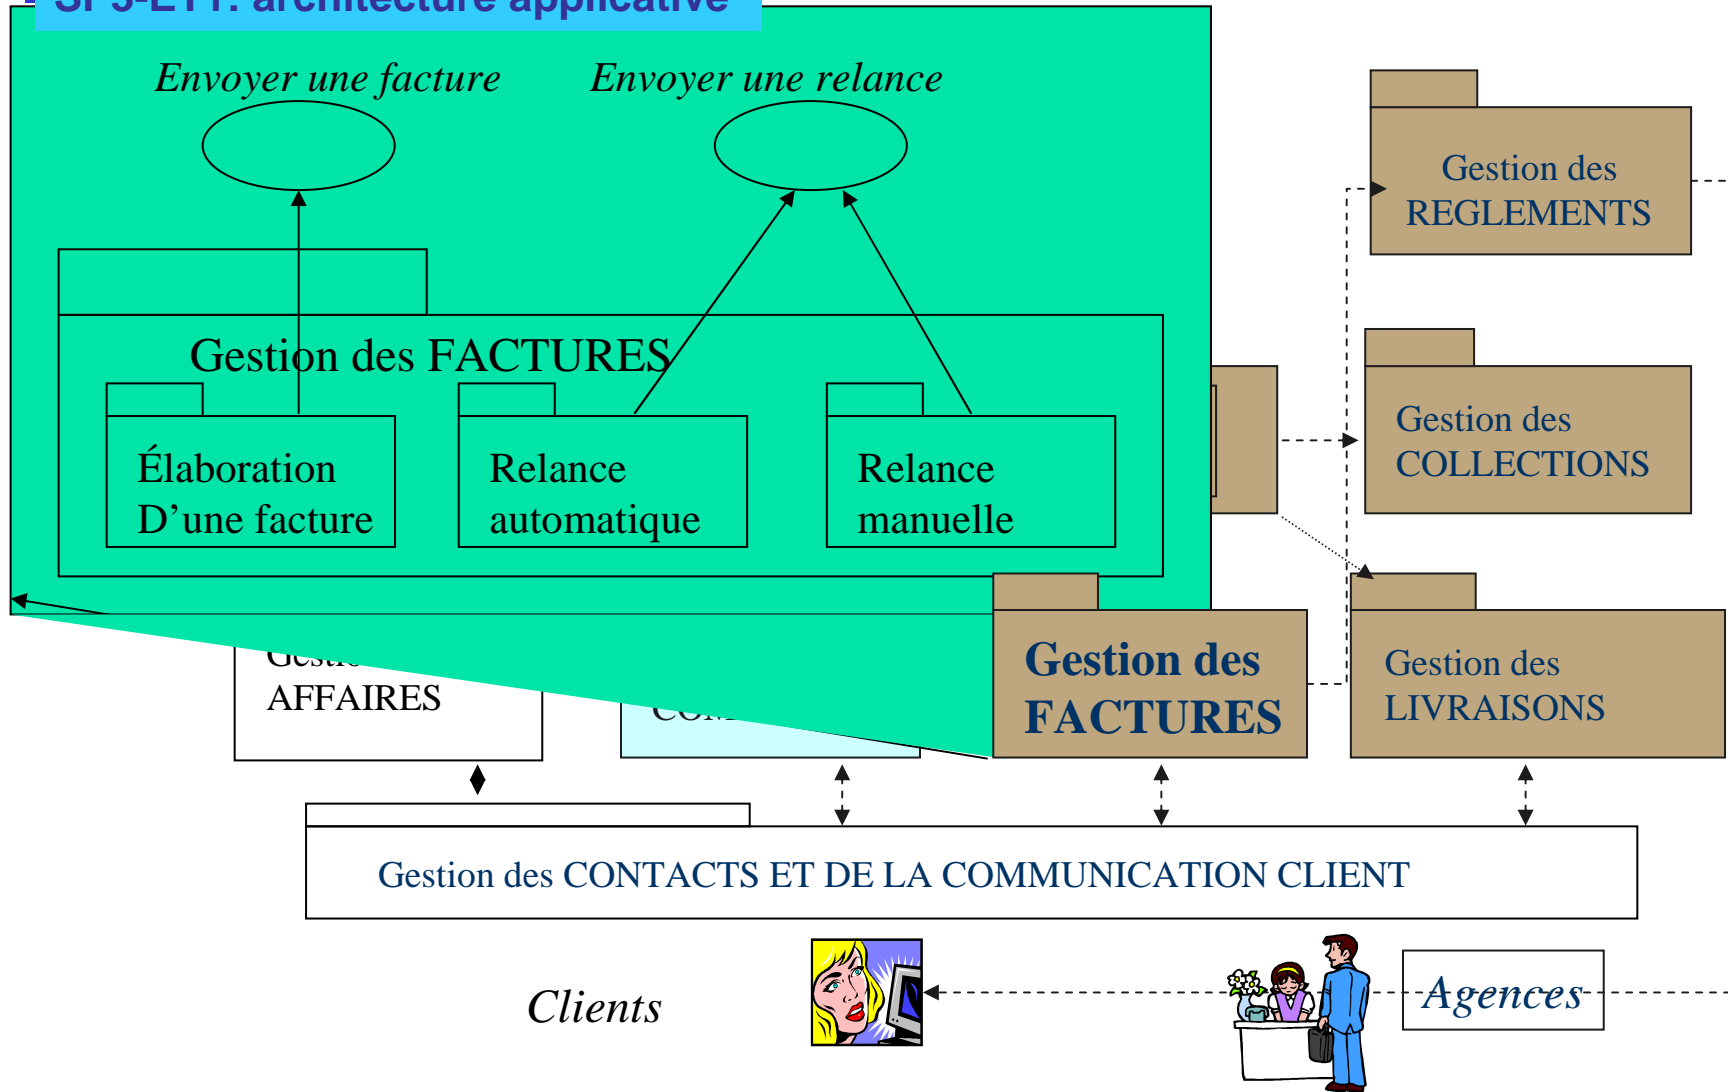 architecture applicative
Envoyer une facture
Envoyer une relance
Gestion des
REGLEMENTS
Gestion des FACTURES
Élaboration
D’une facture
Relance
automatique
Relance
manuelle
Gestion des
COLLECTIONS
AFFAIRES
Gestion des
FACTURES
Gestion des
LIVRAISONS
Gestion des CONTACTS ET DE LA COMMUNICATION CLIENT
Clients
Agences